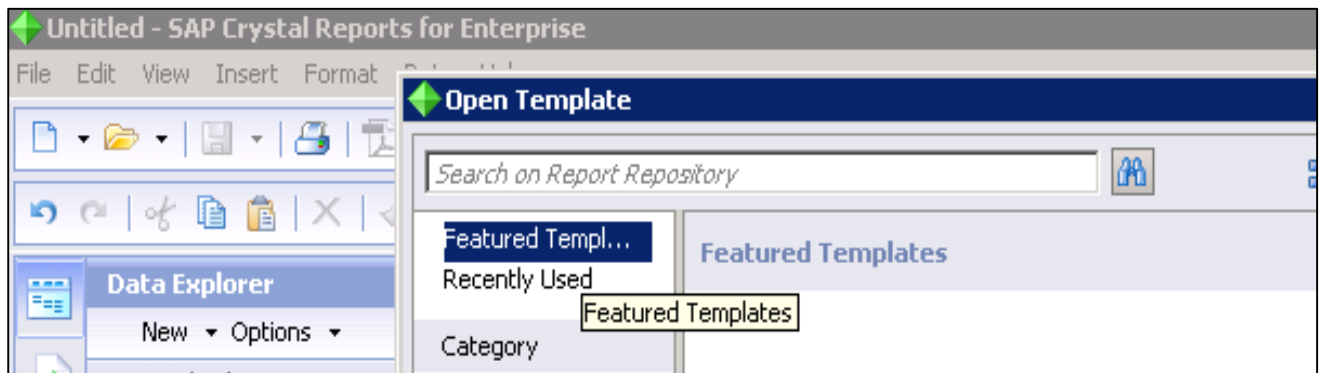 Untitled - SAP Crystal Reports for Enterprise
File Edit View Insert Format
Open Template
Search on Report Repository
Featured Templ...
Recently Used
Featured Templates
Featured Templates
Category
Data Explorer
New Options